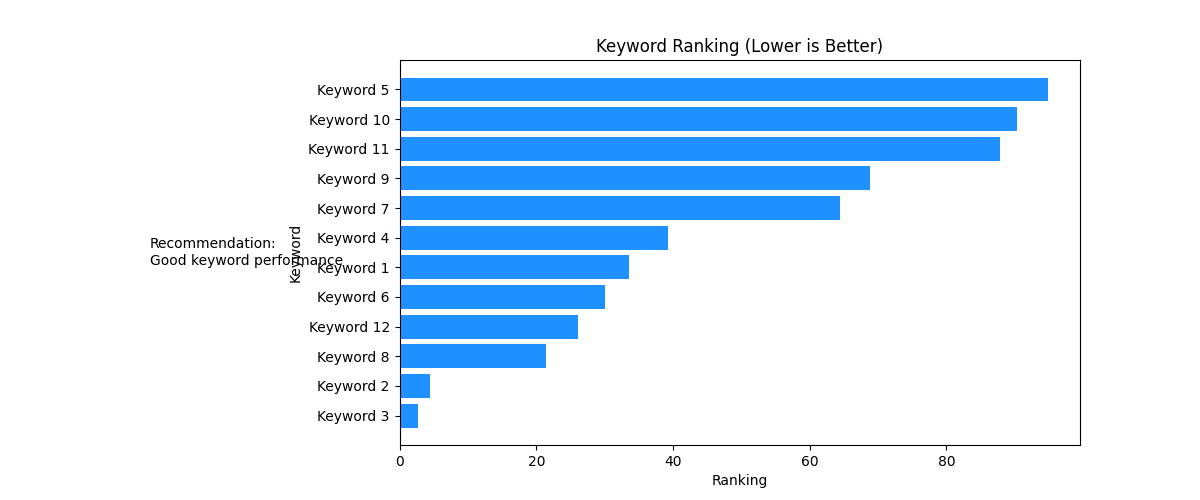 Keyword Ranking (Lower is Better)
Keyword 5
Keyword 10
Keyword 11
Keyword 9
Keyword 7
Keyword 4
Keyword 1
Keyword 6
Keyword 12
Keyword 8
Keyword 2
Keyword 3
Keyword
Recommendation:
Good keyword performance
0 20 40 60 80
Ranking